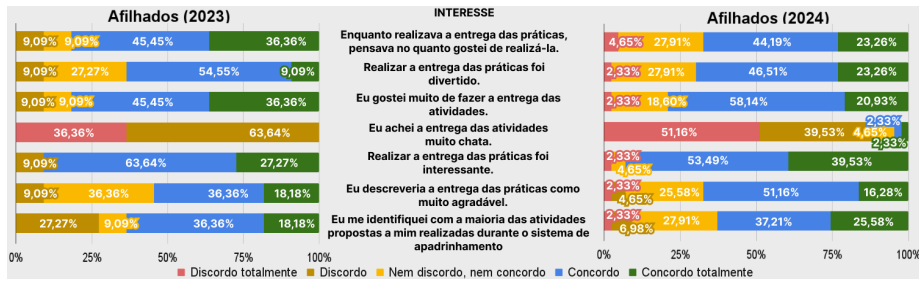 Afilhados (2023)
INTERESSE
Afilhados (2024)
9,09% 9,09% 45,45% 36,36%
Enquanto realizava a entrega das práticas,
pensava no quanto gostei de realizá-la.
4,65% 27,91% 44,19% 23,26%
9,09% 27,27% 54,55% 9,09%
Realizar a entrega das práticas foi
divertido.
2,33% 27,91% 46,51% 23,26%
9,09% 9,09% 45,45% 36,36%
Eu gostei muito de fazer a entrega das
atividades.
2,33% 18,60% 58,14% 20,93%
36,36% 63,64%
Eu achei a entrega das atividades
muito chata.
51,16% 39,53% 4,65% 2,33% 2,33%
9,09% 63,64% 27,27%
Realizar a entrega das práticas foi
interessante.
2,33% 4,65% 53,49% 39,53%
9,09% 36,36% 36,36% 18,18%
Eu descreveria a entrega das práticas como
muito agradável.
2,33% 4,65% 25,58% 51,16% 16,28%
27,27% 9,09% 36,36% 18,18%
Eu me identifiquei com a maioria das atividades
propostas a mim realizadas durante o sistema de
apadrinhamento
2,33% 6,98% 27,91% 37,21% 25,58%
0% 25% 50% 75% 100%
0% 25% 50% 75% 100%
Discordo totalmente Discordo Nem discordo, nem concordo Concordo Concordo totalmente